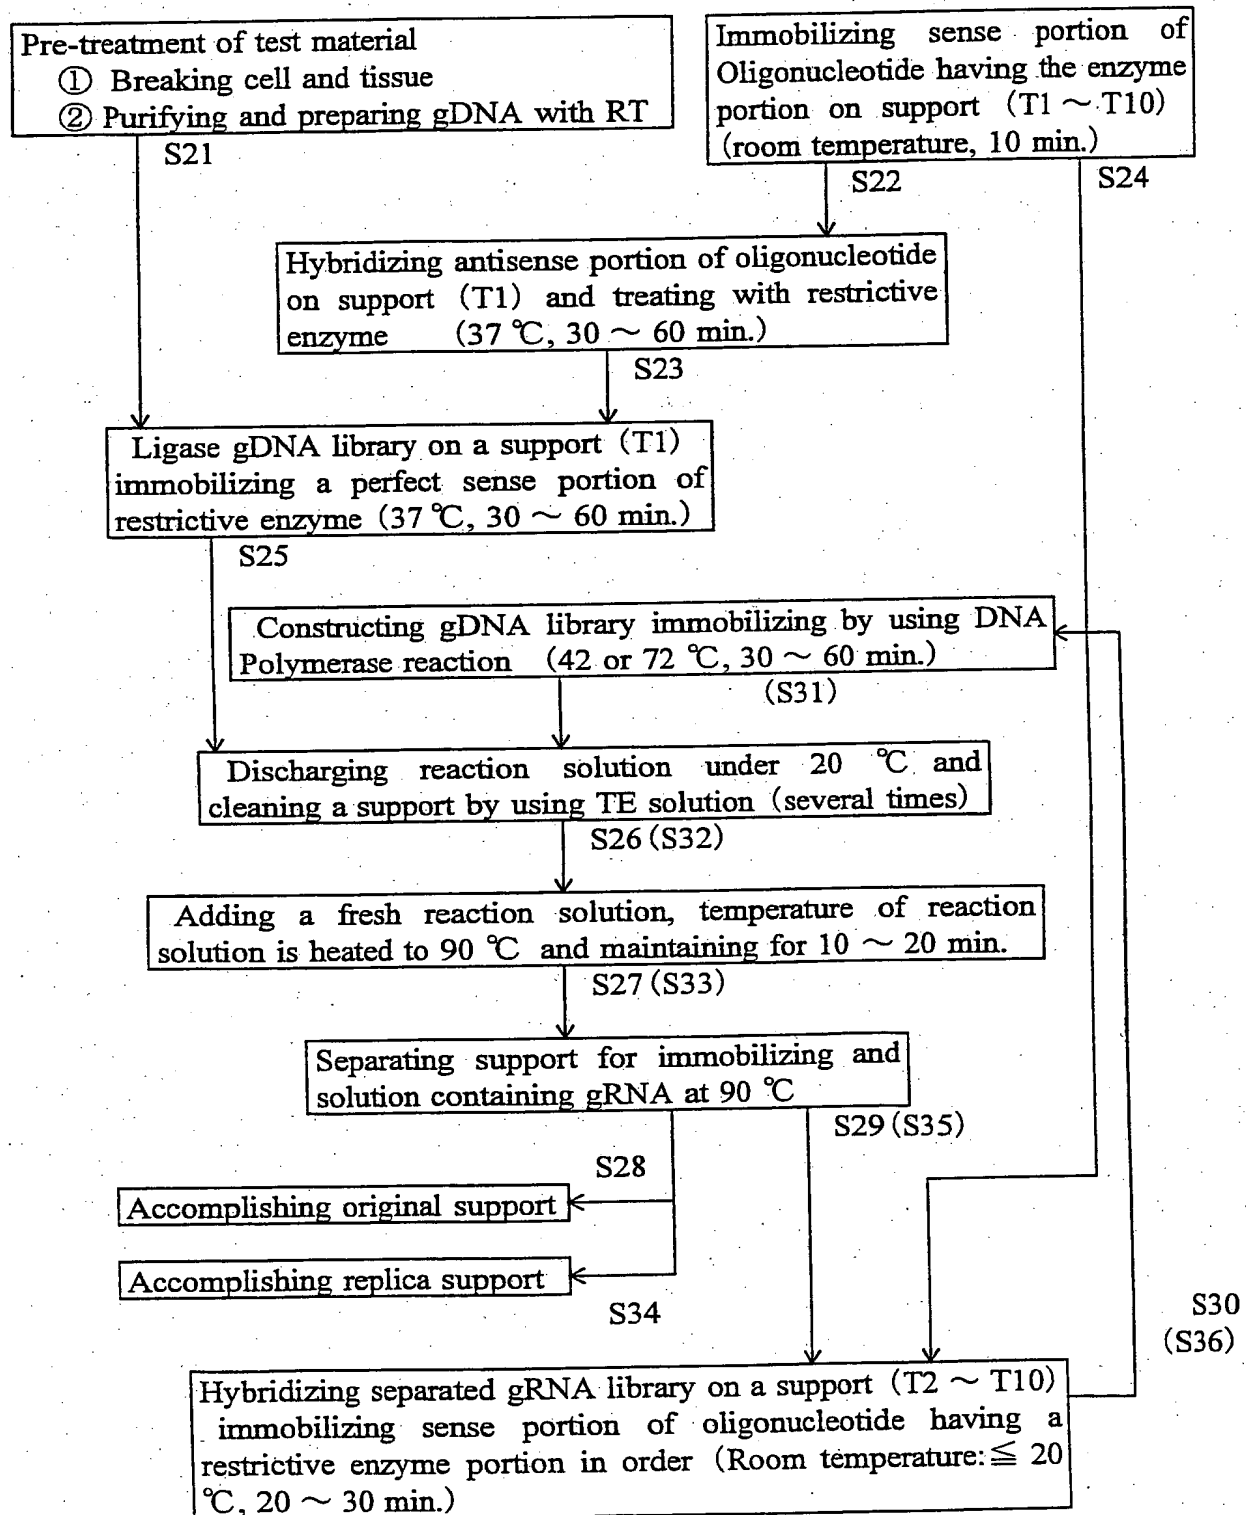 Pre-treatment of test material
① Breaking cell and tissue
② Purifying and preparing gDNA with RT
S21
Immobilizing sense portion of
Oligonucleotide having the enzyme
portion on support (T1 ~ T10)
(room temperature, 10 min.)
S22
S24
Hybridizing antisense portion of oligonucleotide
on support (T1) and treating with restrictive
enzyme (37 ℃, 30 ~ 60 min.)
S23
Ligase gDNA library on a support (T1)
immobilizing a perfect sense portion of
restrictive enzyme (37 ℃, 30 ~ 60 min.)
S25
Constructing gDNA library immobilizing by using DNA
Polymerase reaction (42 or 72 ℃, 30 ~ 60 min.)
(S31)
Discharging reaction solution under 20 ℃ and
cleaning a support by using TE solution (several times)
S26 (S32)
Adding a fresh reaction solution, temperature of reaction
solution is heated to 90 ℃ and maintaining for 10 ~ 20 min.
S27 (S33)
Separating support for immobilizing and
solution containing gRNA at 90 ℃
S29 (S35)
S28
Accomplishing original support
Accomplishing replica support
S34
S30
(S36)
Hybridizing separated gRNA library on a support (T2 ~ T10)
immobilizing sense portion of oligonucleotide having a
restrictive enzyme portion in order (Room temperature:≦ 20
℃, 20 ~ 30 min.)